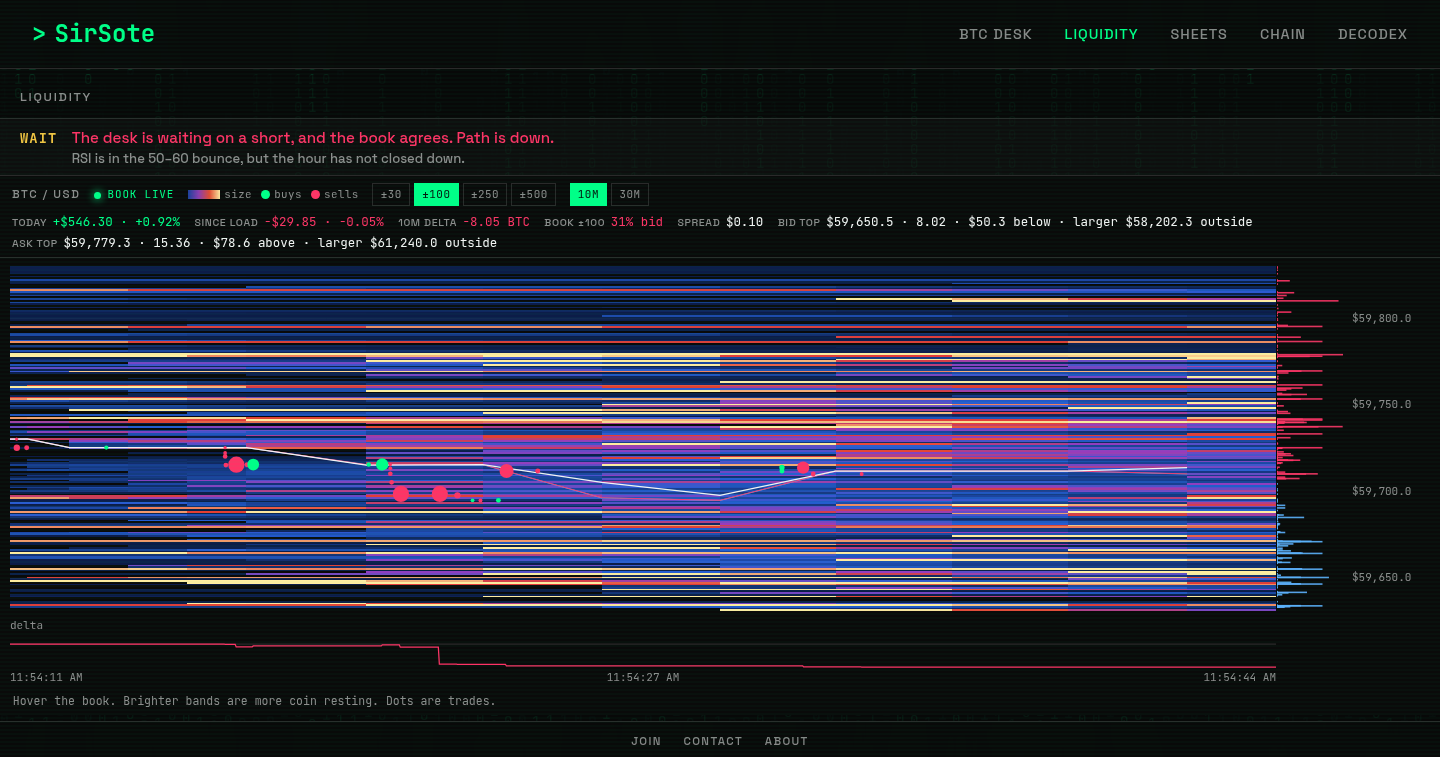 > SirSote
BTC DESK LIQUIDITY SHEETS CHAIN DECODEX
LIQUIDITY
WAIT The desk is waiting on a short, and the book agrees. Path is down.
RSI is in the 50–60 bounce, but the hour has not closed down.
BTC / USD BOOK LIVE size buys sells ±30 ±100 ±250 ±500 10M 30M
TODAY +$546.30 · +0.92% SINCE LOAD -$29.85 · -0.05% 10M DELTA -8.05 BTC BOOK ±100 31% bid SPREAD $0.10 BID TOP $59,650.5 · 8.02 · $50.3 below · larger $58,202.3 outside
ASK TOP $59,779.3 · 15.36 · $78.6 above · larger $61,240.0 outside
$59,800.0
$59,750.0
$59,700.0
$59,650.0
delta
11:54:11 AM 11:54:27 AM 11:54:44 AM
Hover the book. Brighter bands are more coin resting. Dots are trades.
JOIN CONTACT ABOUT